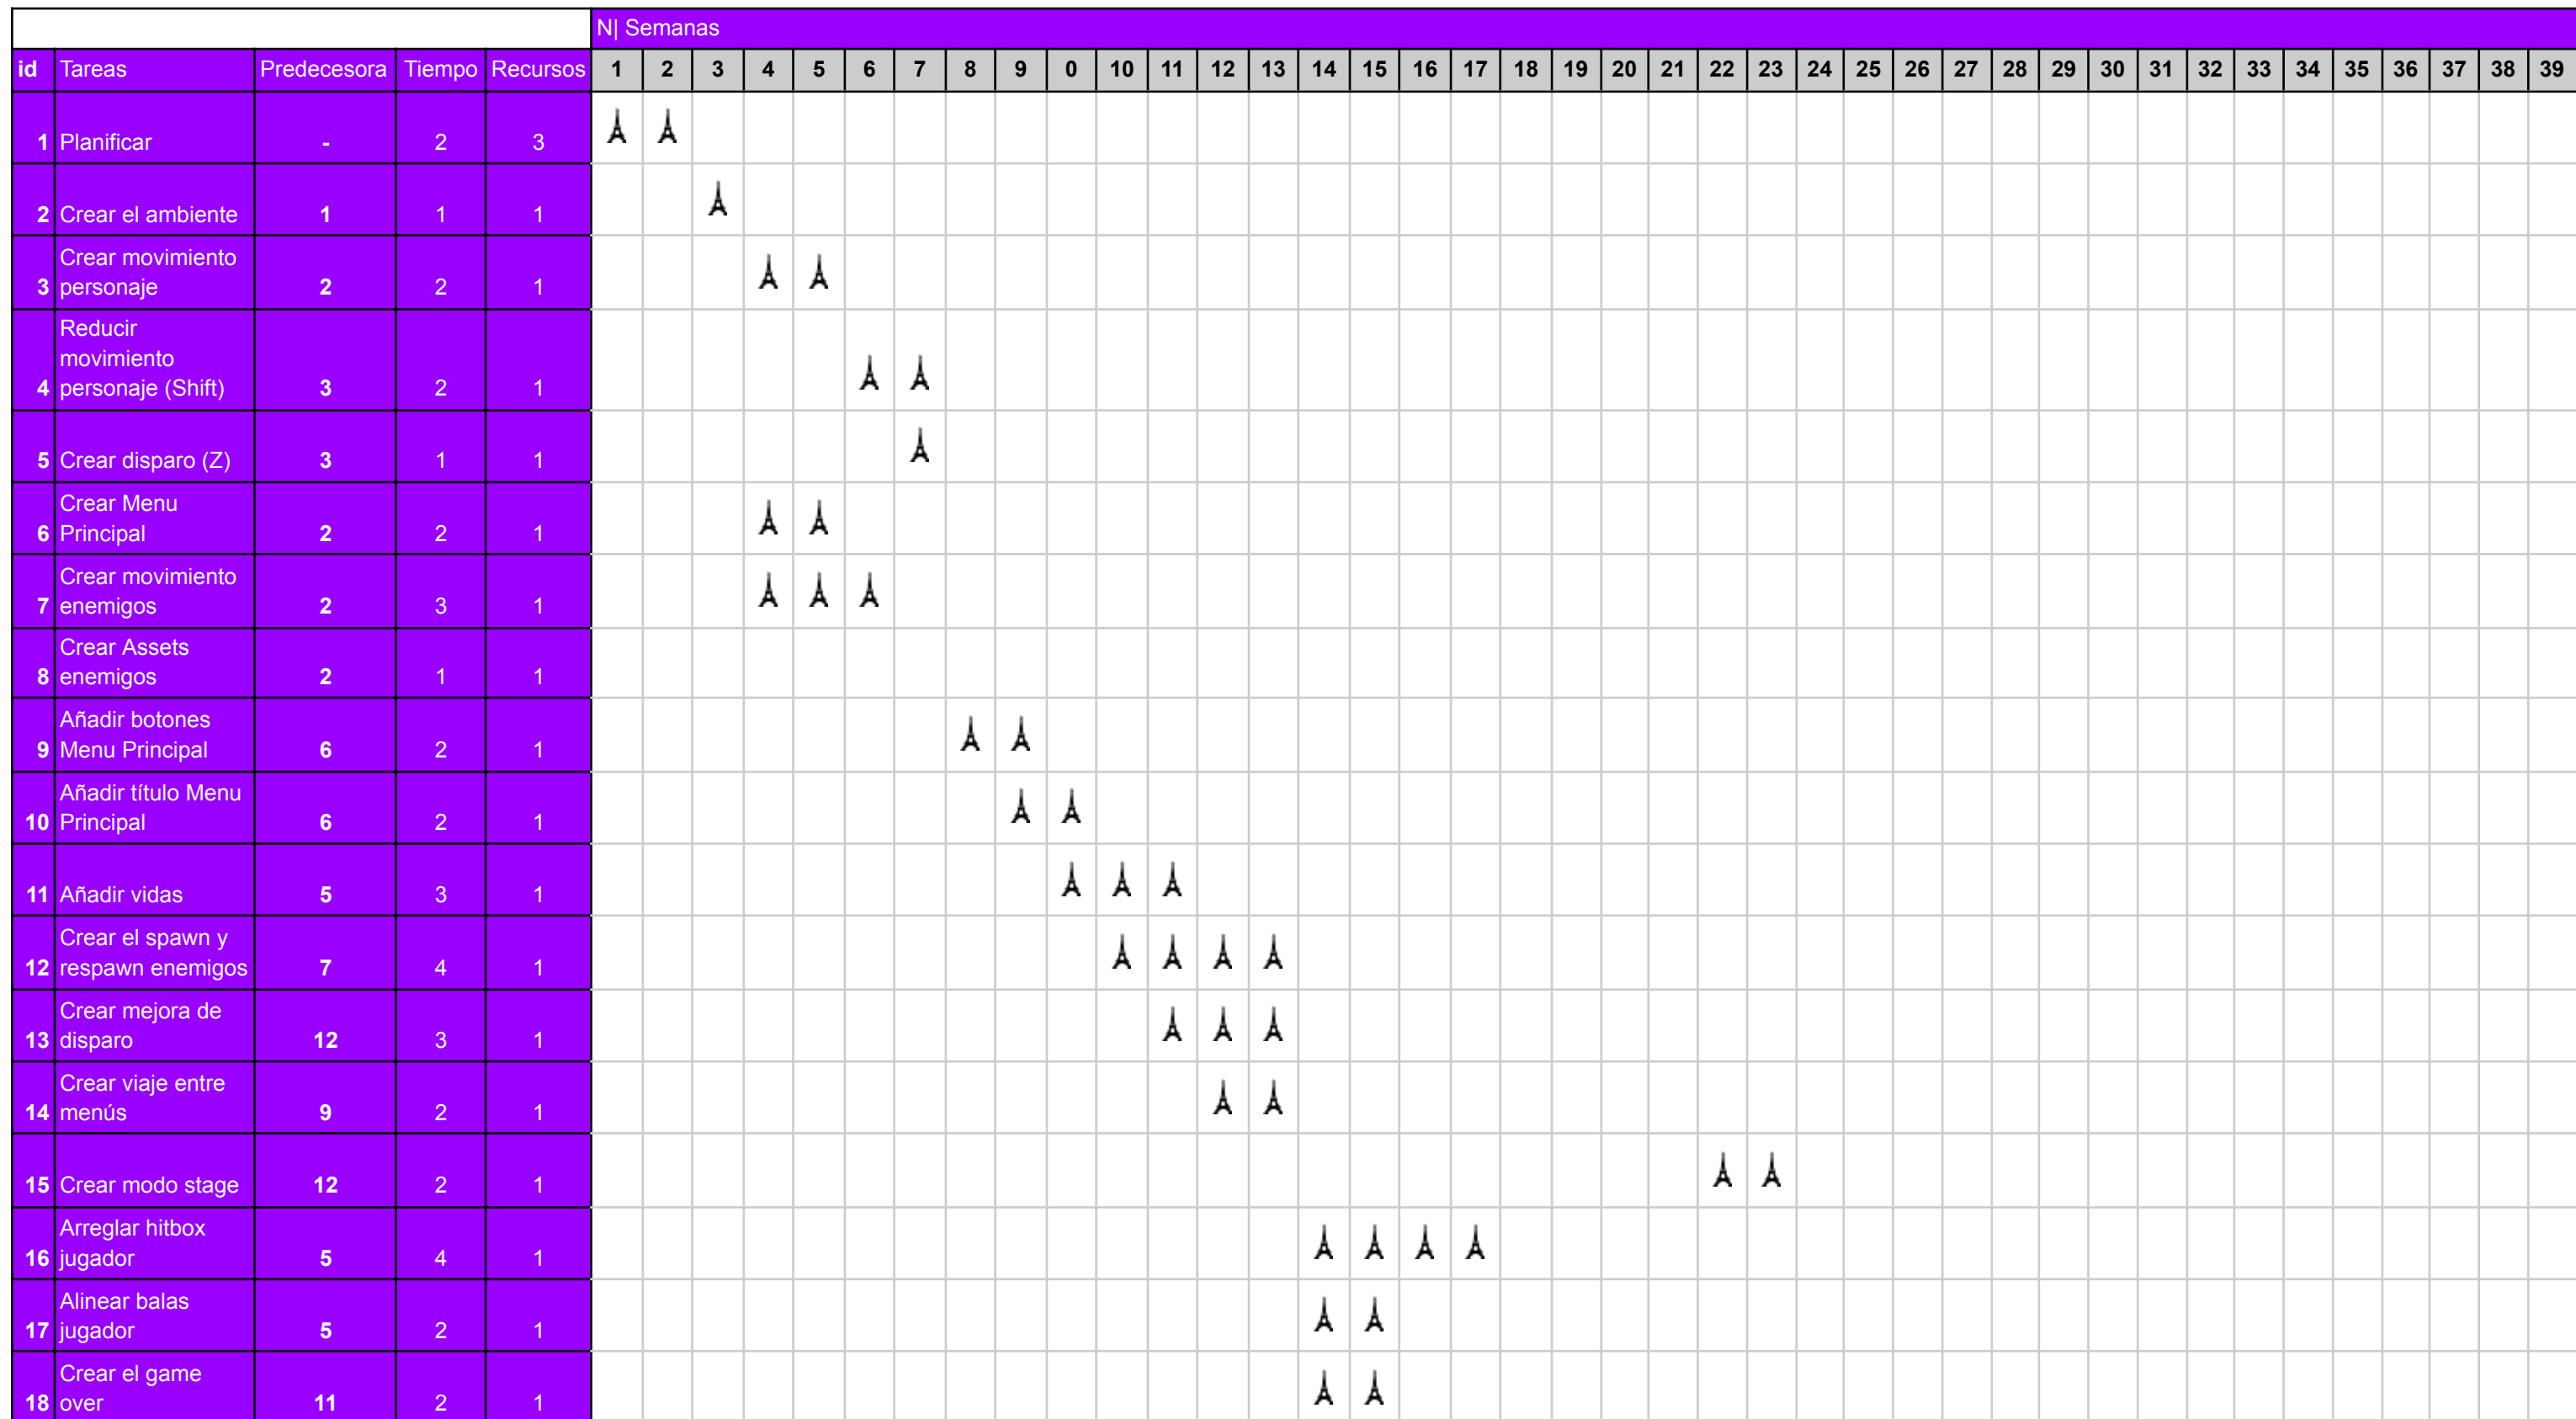 N| Semanas
id Tareas Predecesora Tiempo Recursos 1 2 3 4 5 6 7 8 9 0 10 11 12 13 14 15 16 17 18 19 20 21 22 23 24 25 26 27 28 29 30 31 32 33 34 35 36 37 38 39
1 Planificar - 2 3
2 Crear el ambiente 1 1 1
Crear movimiento
3 personaje 2 2 1
Reducir
movimiento
4 personaje (Shift) 3 2 1
5 Crear disparo (Z) 3 1 1
Crear Menu
6 Principal 2 2 1
Crear movimiento
7 enemigos 2 3 1
Crear Assets
8 enemigos 2 1 1
Añadir botones
9 Menu Principal 6 2 1
Añadir título Menu
10 Principal 6 2 1
11 Añadir vidas 5 3 1
Crear el spawn y
12 respawn enemigos 7 4 1
Crear mejora de
13 disparo 12 3 1
Crear viaje entre
14 menús 9 2 1
15 Crear modo stage 12 2 1
Arreglar hitbox
16 jugador 5 4 1
Alinear balas
17 jugador 5 2 1
Crear el game
18 over 11 2 1